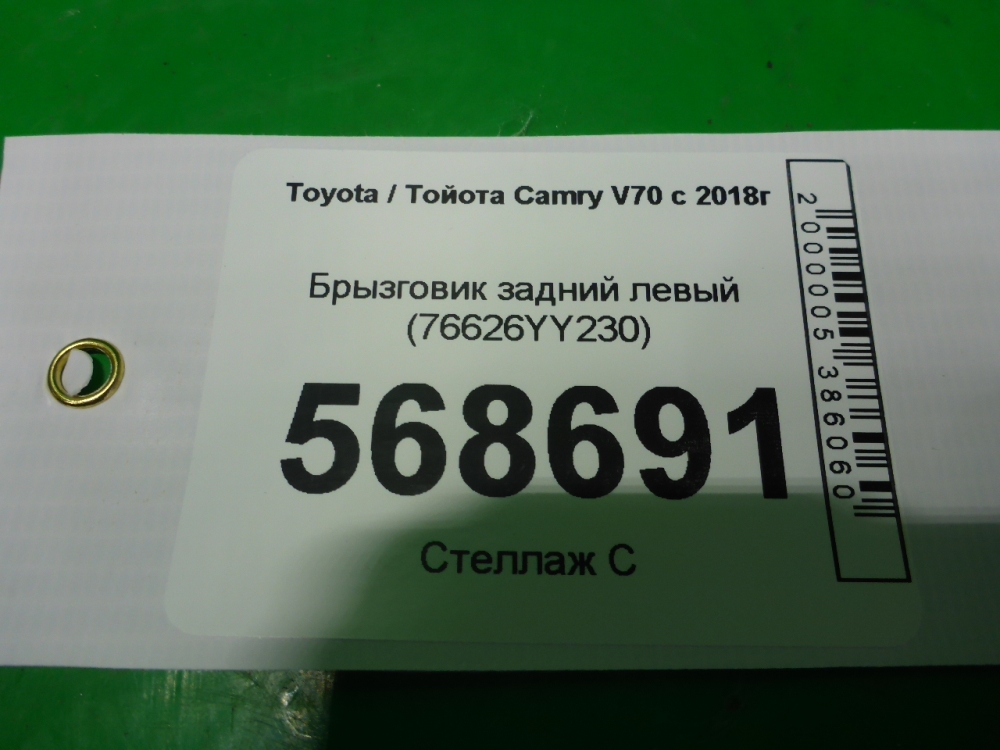 Toyota / Тойота Camry V70 с 2018г
Брызговик задний левый
(76626YY230)
568691
Стеллаж С
2000005386060